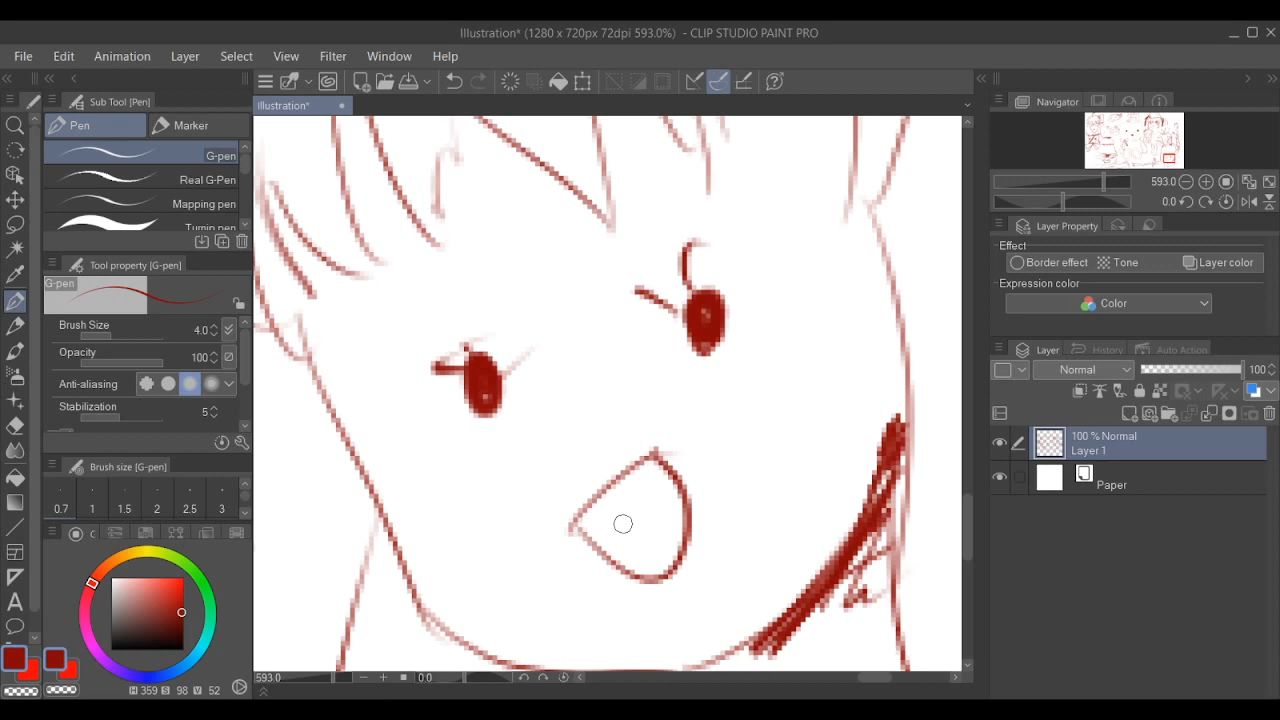 Illustration* (1280 x 720px 72dpi 593.0%) - CLIP STUDIO PAINT PRO
File Edit Animation Layer Select View Filter Window Help
Sub Tool [Pen]
Illustration*
Navigator
Pen Marker
G-pen
Real G-Pen
Mapping pen
Turnip pen
593.0
0.0
Layer Property
Effect
Border effect Tone Layer color
Expression color
Color
Tool property [G-pen]
G-pen
Brush Size 4.0
Opacity 100
Anti-aliasing
Stabilization 5
Layer History Auto Action
Normal 100
100 % Normal
Layer 1
Paper
Brush size [G-pen]
0.7 1 1.5 2 2.5 3
C
A
H 359 S 98 V 52
593.0 0.0